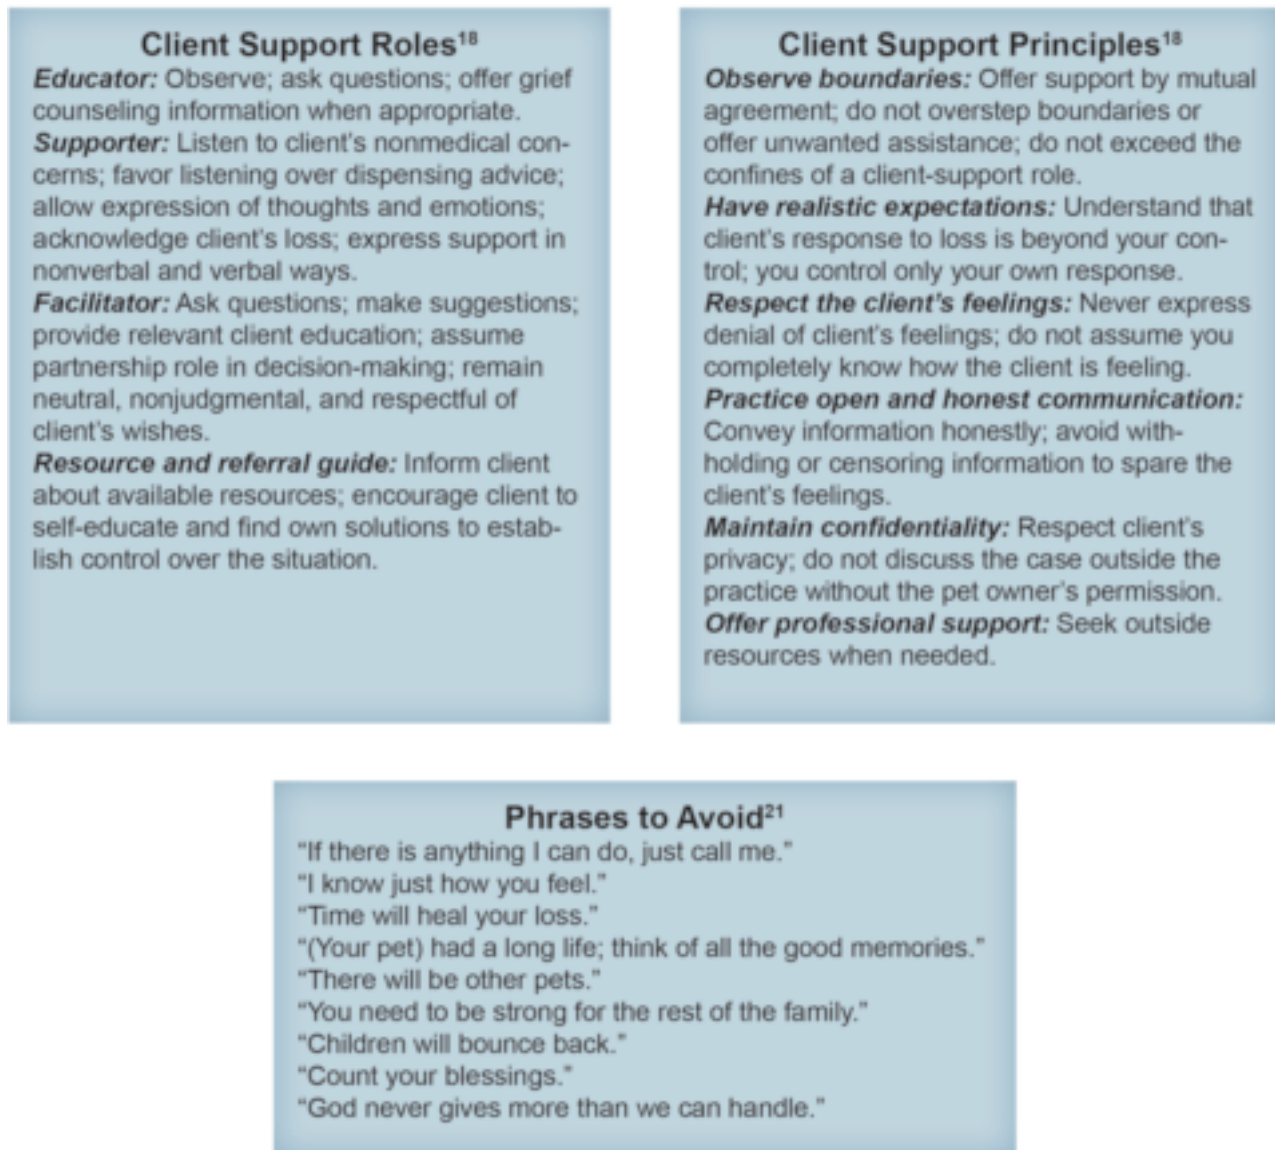 Client Support Roles18
Educator: Observe; ask questions; offer grief
counseling information when appropriate.
Supporter: Listen to client's nonmedical con-
cerns; favor listening over dispensing advice;
allow expression of thoughts and emotions;
acknowledge client's loss; express support in
nonverbal and verbal ways.
Facilitator: Ask questions; make suggestions;
provide relevant client education; assume
partnership role in decision-making; remain
neutral, nonjudgmental, and respectful of
client's wishes.
Resource and referral guide: Inform client
about available resources; encourage client to
self-educate and find own solutions to estab-
lish control over the situation.
Client Support Principles18
Observe boundaries: Offer support by mutual
agreement; do not overstep boundaries or
offer unwanted assistance; do not exceed the
confines of a client-support role.
Have realistic expectations: Understand that
client's response to loss is beyond your con-
trol; you control only your own response.
Respect the client's feelings: Never express
denial of client's feelings; do not assume you
completely know how the client is feeling.
Practice open and honest communication:
Convey information honestly; avoid with-
holding or censoring information to spare the
client's feelings.
Maintain confidentiality: Respect client's
privacy; do not discuss the case outside the
practice without the pet owner's permission.
Offer professional support: Seek outside
resources when needed.
Phrases to Avoid21
"If there is anything I can do, just call me."
"I know just how you feel."
"Time will heal your loss."
"(Your pet) had a long life; think of all the good memories."
"There will be other pets."
"You need to be strong for the rest of the family."
"Children will bounce back."
"Count your blessings."
"God never gives more than we can handle."